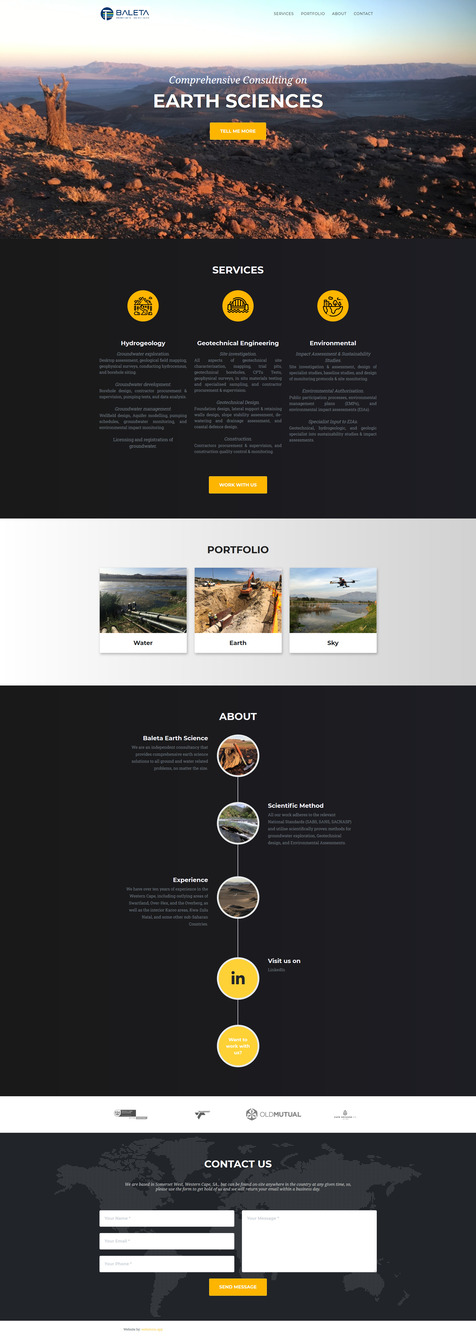 BALETA
SERVICES PORTFOLIO ABOUT CONTACT
Comprehensive Consulting on
EARTH SCIENCES
TELL ME MORE
SERVICES
Hydrogeology
Groundwater exploration
Desktop assessment, geological field mapping,
geophysical surveys, conducting hydrocensus,
and borehole siting.
Groundwater development
Borehole design, contractor procurement &
supervision, pumping tests, and data analysis.
Groundwater management
Wellfield design, Aquifer modelling, pumping
schedules, groundwater monitoring and
environmental impact monitoring
Licensing and registration of
groundwater.
Geotechnical Engineering
Site investigation.
All aspects of geotechnical site
characterisation, mapping, trial pits,
geotechnical boreholes, CPTu Tests,
geophysical surveys, in situ materials testing
and specialised sampling, and contractor
procurement & supervision.
Geotechnical Design.
Foundation design, lateral support & retaining
walls design, slope stability assessment, de-
watering and drainage assessment, and
coastal defence design.
Construction.
Contractors procurement & supervision, and
construction quality control & monitoring.
Environmental
Impact Assessment & Sustainability
Studies
Site investigation & assessment, design of
specialist studies, baseline studies, and design
of monitoring protocols & site monitoring.
Environmental Authorisation.
Public participation processes, environmental
management plans (EMPs), and
environmental impact assessments (EIAs).
Specialist Input to EIAs.
Geotechnical, hydrogeologic, and geologic
specialist into sustainability studies & impact
assessments.
WORK WITH US
PORTFOLIO
Water
Earth
Sky
ABOUT
Baleta Earth Science
We are an independent consultancy that
provides comprehensive earth science
solutions to all ground and water related
problems, no matter the size.
Scientific Method
All our work adheres to the relevant
National Standards (SABS, SANS, SACNASP)
and utilise scientifically proven methods for
groundwater exploration, Geotechnical
design, and Environmental Assessments.
Experience
We have over ten years of experience in the
Western Cape, including outlying areas of
Swartland, Over-Hex, and the Overberg, as
well as the interior Karoo areas, Kwa-Zulu
Natal, and some other sub-Saharan
Countries.
Visit us on
LinkedIn
in
Want to
work with
us?
OLDMUTUAL
CONTACT US
We are based in Somerset West, Western Cape, SA., but can be found on site anywhere in the country at any given time, so,
please use the form to get hold of us and we will return your email within a business day.
Your Name *
Your Email *
Your Phone *
Your Message *
SEND MESSAGE
Website by